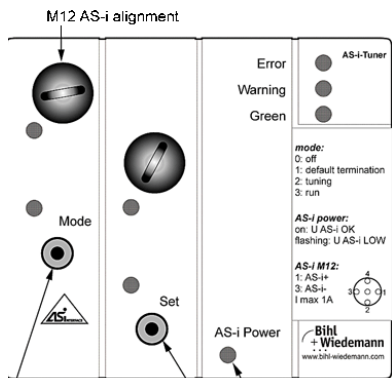 M12 AS-i alignment
Error
Warning
Green
AS-i-Tuner
mode:
0: off
1: default termination
2: tuning
3: run
AS-i power:
on: U AS-i OK
flashing: U AS-i LOW
AS-i M12:
1: AS-i+
3: AS-i-
I max 1A
4
3
1
2
Mode
Set
ASi
INTERFACE
AS-i Power
Bihl
+Wiedemann
www.bihl-wiedemann.com